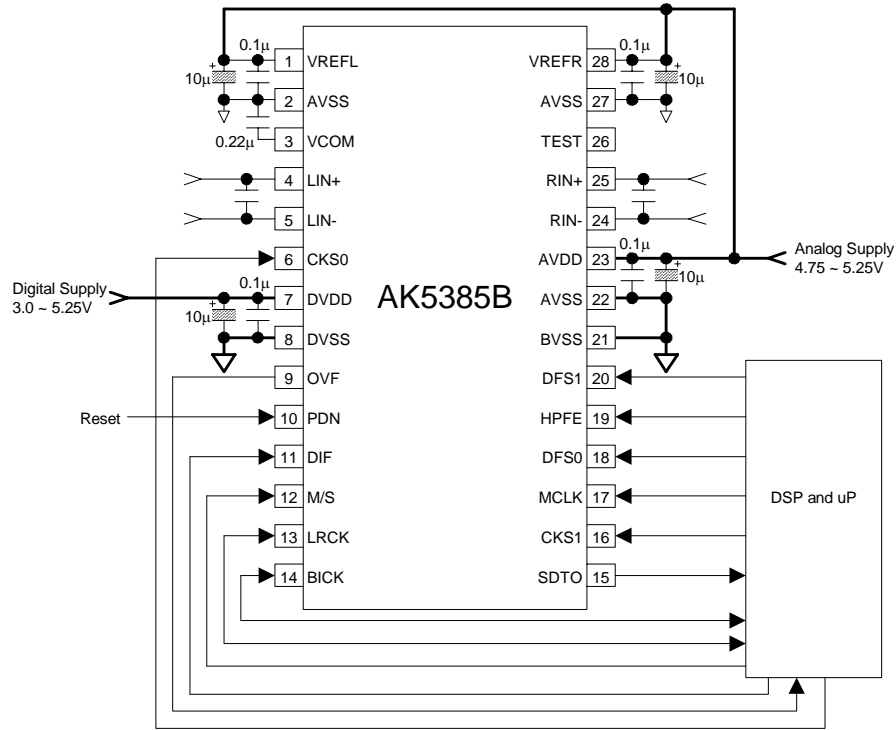 0.1µ
10µ
+
1 VREFL
2 AVSS
0.22µ
3 VCOM
4 LIN+
5 LIN-
6 CKS0
Digital Supply
3.0 ~ 5.25V
0.1µ
10µ
+
7 DVDD
8 DVSS
9 OVF
Reset
10 PDN
11 DIF
12 M/S
13 LRCK
14 BICK
AK5385B
VREFR 28
0.1µ
+
10µ
AVSS 27
TEST 26
RIN+ 25
RIN- 24
AVDD 23
0.1µ
+
10µ
Analog Supply
4.75 ~ 5.25V
AVSS 22
BVSS 21
DFS1 20
HPFE 19
DFS0 18
MCLK 17
CKS1 16
SDTO 15
DSP and uP